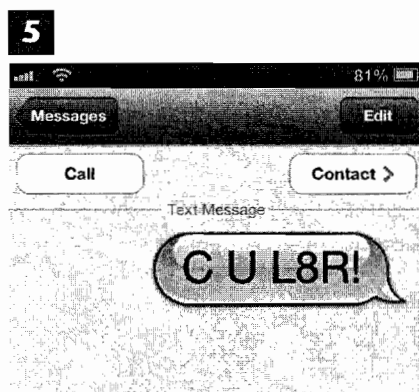 5
81%
Messages Edit
Call Contact >
Text Message
C U L8R!